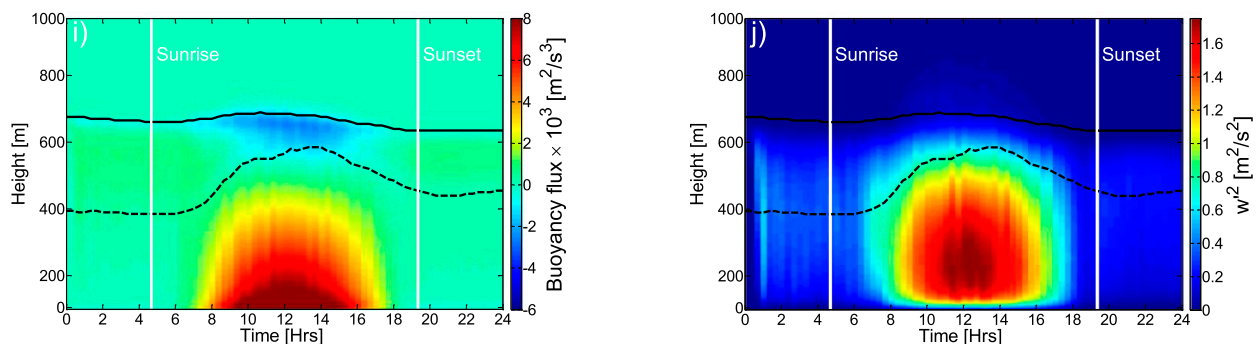 i)
Sunrise
Sunset
1000
800
600
400
200
0
Height [m]
0 2 4 6 8 10 12 14 16 18 20 22 24
Time [Hrs]
8
6
4
2
0
-2
-4
-6
Buoyancy flux × 10³ [m²/s³]
j)
Sunrise
Sunset
1000
800
600
400
200
0
Height [m]
0 2 4 6 8 10 12 14 16 18 20 22 24
Time [Hrs]
1.6
1.4
1.2
1
0.8
0.6
0.4
0.2
0
w'² [m²/s²]